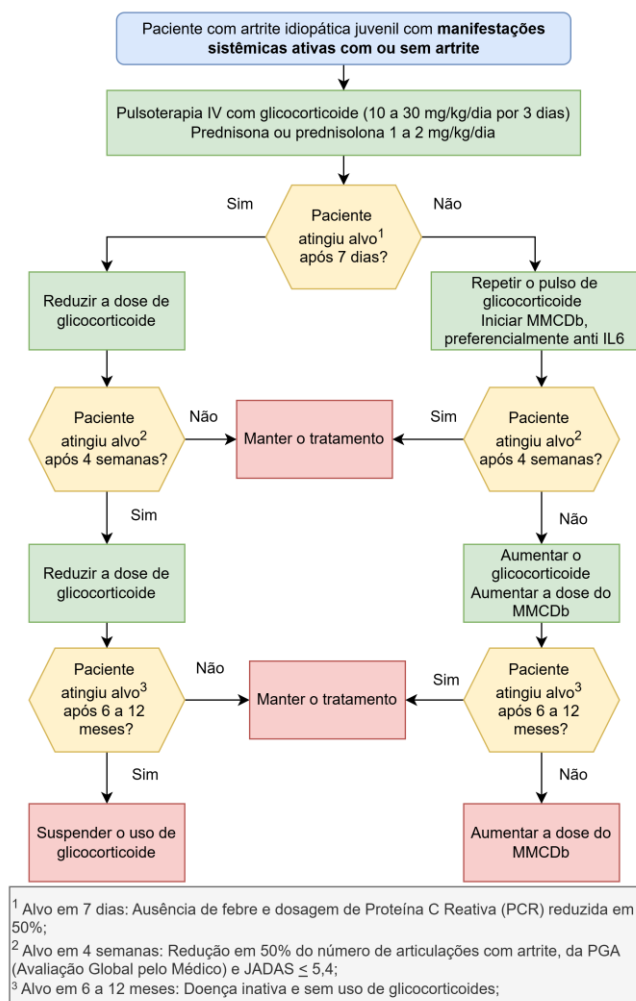 Paciente com artrite idiopática juvenil com manifestações
sistêmicas ativas com ou sem artrite
Pulsoterapia IV com glicocorticoide (10 a 30 mg/kg/dia por 3 dias)
Prednisona ou prednisolona 1 a 2 mg/kg/dia
Sim
Não
Paciente
atingiu alvo1
após 7 dias?
Reduzir a dose de
glicocorticoide
Repetir o pulso de
glicocorticoide
Iniciar MMCDb,
preferencialmente anti IL6
Paciente
atingiu alvo2
após 4 semanas?
Não
Manter o tratamento
Sim
Paciente
atingiu alvo2
após 4 semanas?
Sim
Não
Reduzir a dose de
glicocorticoide
Aumentar o
glicocorticoide
Aumentar a dose do
MMCDb
Paciente
atingiu alvo3
após 6 a 12
meses?
Não
Manter o tratamento
Sim
Paciente
atingiu alvo3
após 6 a 12
meses?
Sim
Não
Suspender o uso de
glicocorticoide
Aumentar a dose do
MMCDb
1 Alvo em 7 dias: Ausência de febre e dosagem de Proteína C Reativa (PCR) reduzida em
50%;
2 Alvo em 4 semanas: Redução em 50% do número de articulações com artrite, da PGA
(Avaliação Global pelo Médico) e JADAS ≤ 5,4;
3 Alvo em 6 a 12 meses: Doença inativa e sem uso de glicocorticoides;